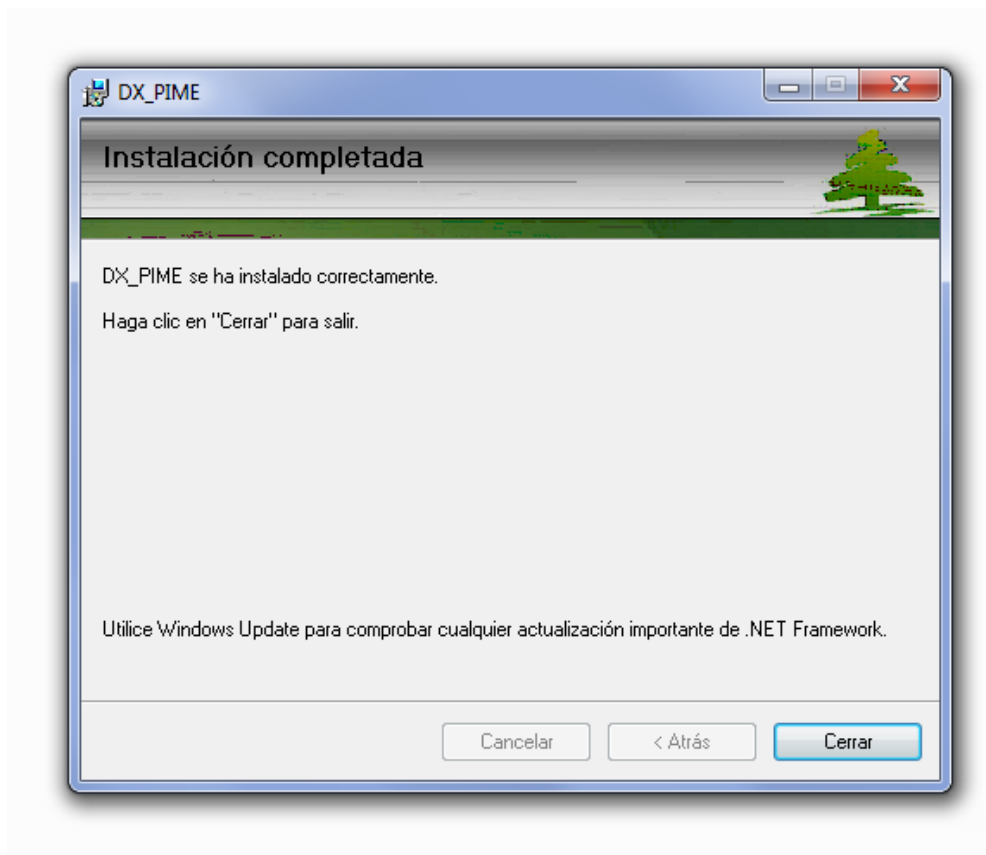 DX_PIME
Instalación completada
DX_PIME se ha instalado correctamente.
Haga clic en "Cerrar" para salir.
Utilice Windows Update para comprobar cualquier actualización importante de .NET Framework.
Cancelar
< Atrás
Cerrar